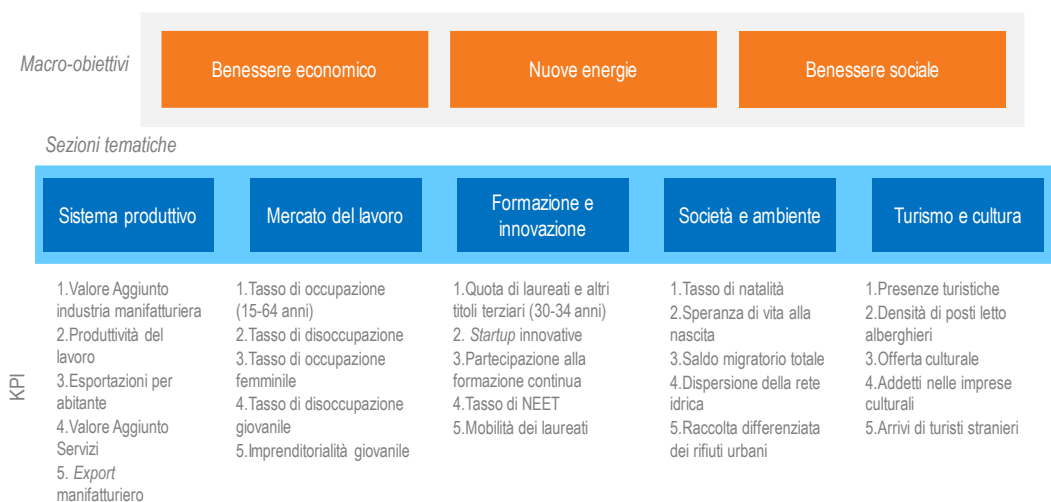 Macro-obiettivi
Benessere economico
Nuove energie
Benessere sociale
Sezioni tematiche
Sistema produttivo
Mercato del lavoro
Formazione e
innovazione
Società e ambiente
Turismo e cultura
KPI
1.Valore Aggiunto
industria manifatturiera
2.Produttività del
lavoro
3.Esportazioni per
abitante
4.Valore Aggiunto
Servizi
5. Export
manifatturiero
1.Tasso di occupazione
(15-64 anni)
2.Tasso di disoccupazione
3.Tasso di occupazione
femminile
4.Tasso di disoccupazione
giovanile
5.Imprenditorialità giovanile
1.Quota di laureati e altri
titoli terziari (30-34 anni)
2. Startup innovative
3.Partecipazione alla
formazione continua
4.Tasso di NEET
5.Mobilità dei laureati
1.Tasso di natalità
2.Speranza di vita alla
nascita
3.Saldo migratorio totale
4.Dispersione della rete
idrica
5.Raccolta differenziata
dei rifiuti urbani
1.Presenze turistiche
2.Densità di posti letto
alberghieri
3.Offerta culturale
4.Addetti nelle imprese
culturali
5.Arrivi di turisti stranieri